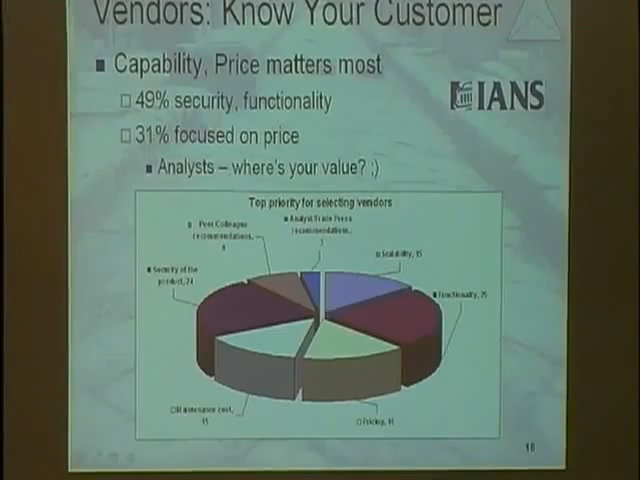 Vendors: Know Your Customer
Capability, Price matters most
IANS
49% security, functionality
31% focused on price
Analysts – where's your value? ;)
Top priority for selecting vendors
Peer Colleague
recommendations,
Analyst/Trade Press
recommendations,
Scalability, 15
Security of the
product, 24
Functionality, 25
Maintenance cost,
15
Pricing, 16
18